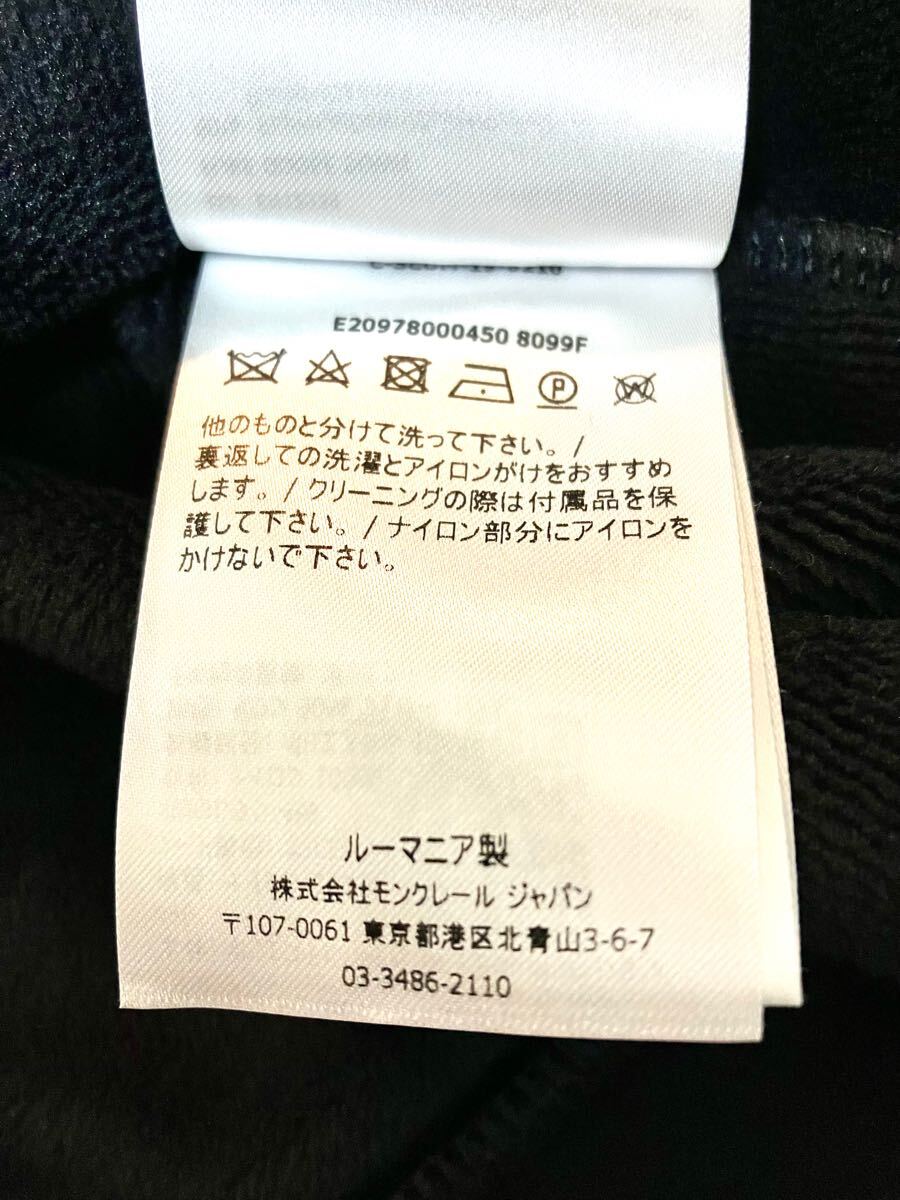 E20978000450 8099F
P
W
他のものと分けて洗って下さい。/
裏返しての洗濯とアイロンがけをおすすめ
します。/ クリーニングの際は付属品を保
護して下さい。/ ナイロン部分にアイロンを
かけないで下さい。
ルーマニア製
株式会社モンクレール ジャパン
〒107-0061 東京都港区北青山3-6-7
03-3486-2110